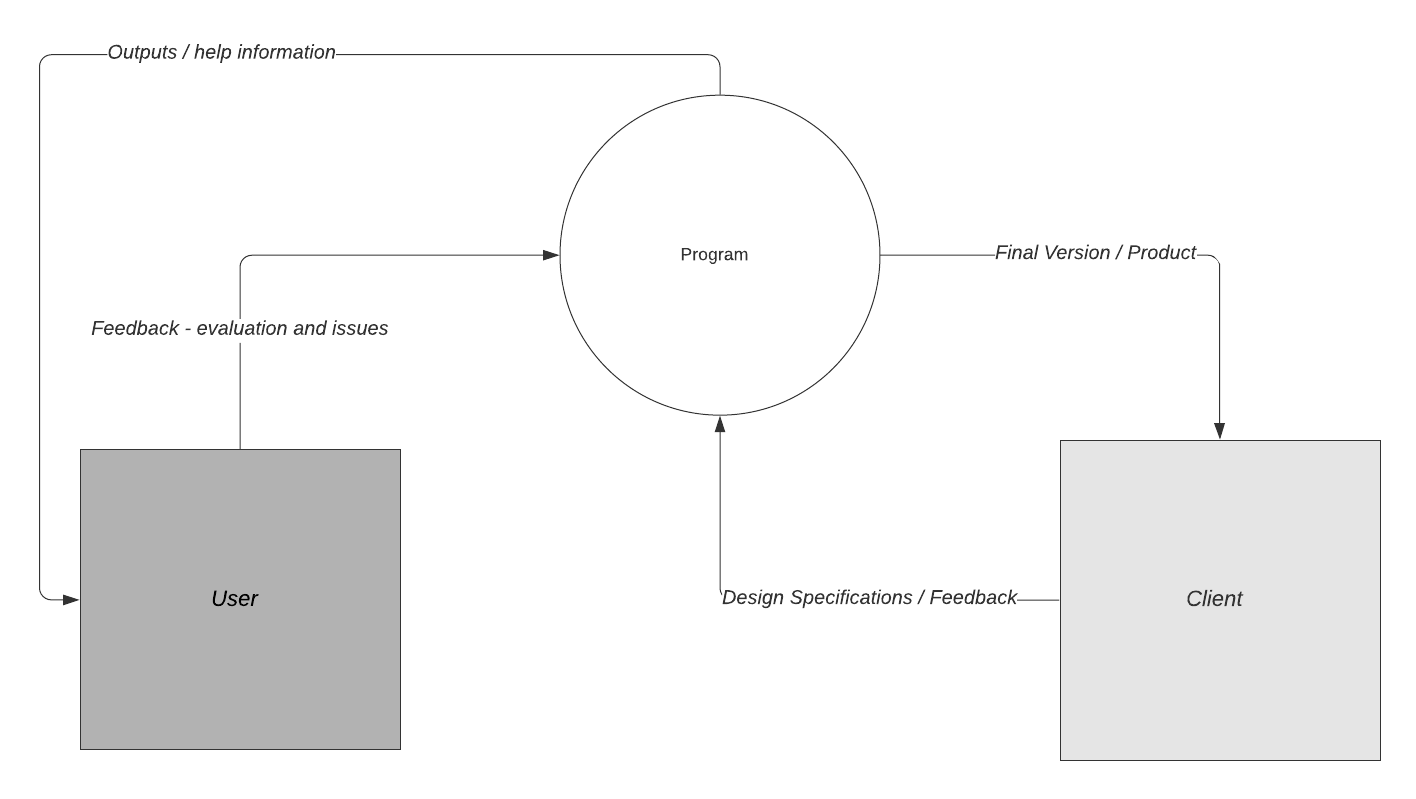 Outputs / help information
Program
Final Version / Product
Feedback - evaluation and issues
Design Specifications / Feedback
User
Client